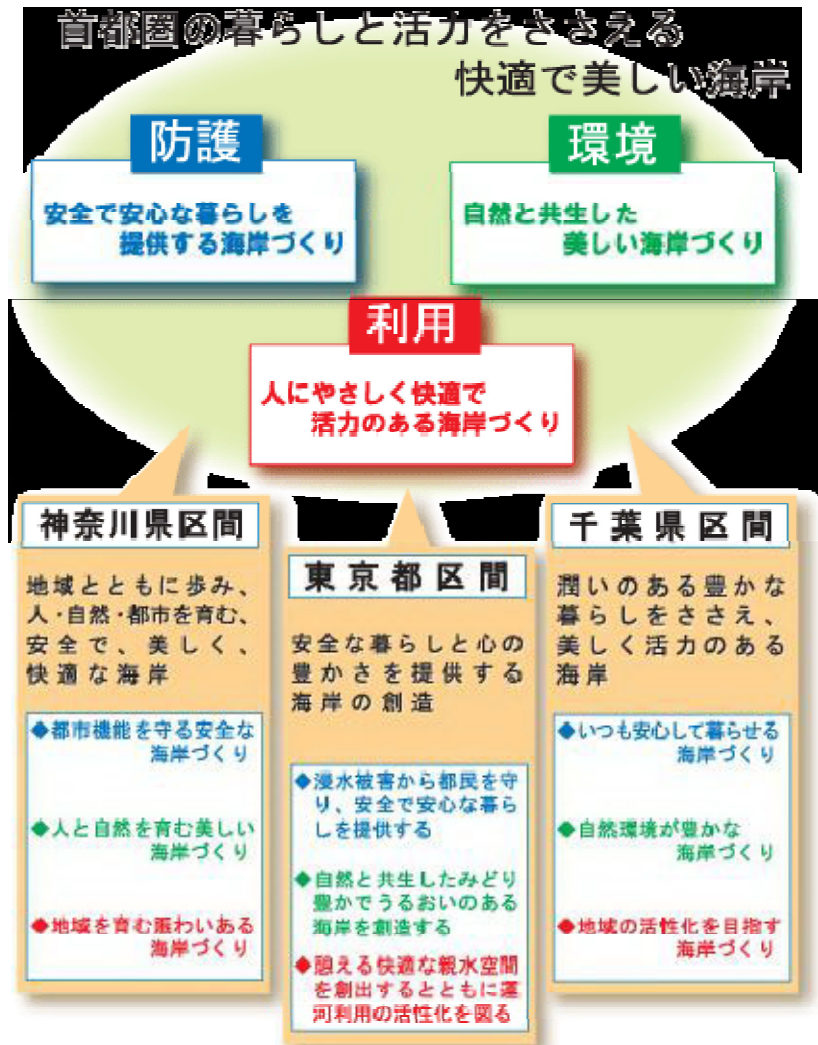 首都圏の暮らしと活力をささえる
快適で美しい海岸
防護
安全で安心な暮らしを
提供する海岸づくり
環境
自然と共生した
美しい海岸づくり
利用
人にやさしく快適で
活力のある海岸づくり
神奈川県区間
地域とともに歩み、
人・自然・都市を育む、
安全で、美しく、
快適な海岸
◆都市機能を守る安全な
海岸づくり
◆人と自然を育む美しい
海岸づくり
◆地域を育む賑わいある
海岸づくり
東京都区間
安全な暮らしと心の
豊かさを提供する
海岸の創造
◆浸水被害から都民を守
り、安全で安心な暮ら
しを提供する
◆自然と共生したみどり
豊かでうるおいのある
海岸を創造する
◆憩える快適な親水空間
を創出するとともに運
河利用の活性化を図る
千葉県区間
潤いのある豊かな
暮らしをささえ、
美しく活力のある
海岸
◆いつも安心して暮らせる
海岸づくり
◆自然環境が豊かな
海岸づくり
◆地域の活性化を目指す
海岸づくり